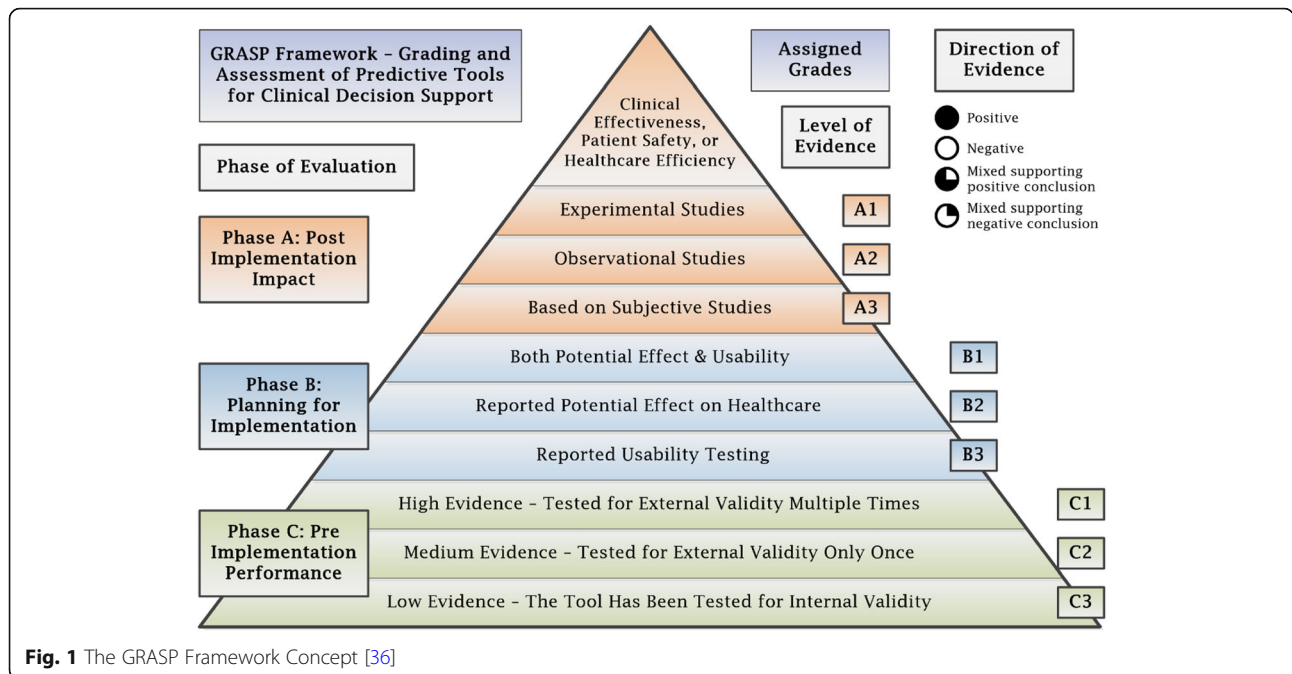 GRASP Framework – Grading and
Assessment of Predictive Tools
for Clinical Decision Support
Phase of Evaluation
Clinical
Effectiveness,
Patient Safety, or
Healthcare Efficiency
Assigned
Grades
Level of
Evidence
Direction of
Evidence
Positive
Negative
Mixed supporting
positive conclusion
Mixed supporting
negative conclusion
Phase A: Post
Implementation
Impact
Experimental Studies
A1
Observational Studies
A2
Based on Subjective Studies
A3
Phase B:
Planning for
Implementation
Both Potential Effect & Usability
B1
Reported Potential Effect on Healthcare
B2
Reported Usability Testing
B3
Phase C: Pre
Implementation
Performance
High Evidence – Tested for External Validity Multiple Times
C1
Medium Evidence – Tested for External Validity Only Once
C2
Low Evidence – The Tool Has Been Tested for Internal Validity
C3
Fig. 1 The GRASP Framework Concept [36]